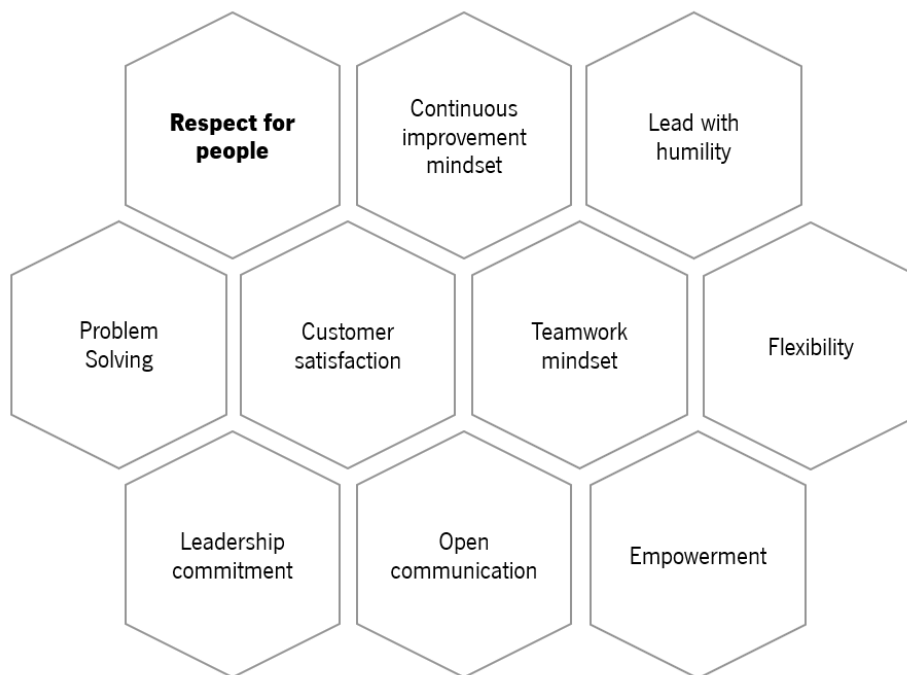 Respect for
people
Continuous
improvement
mindset
Lead with
humility
Problem
Solving
Customer
satisfaction
Teamwork
mindset
Flexibility
Leadership
commitment
Open
communication
Empowerment